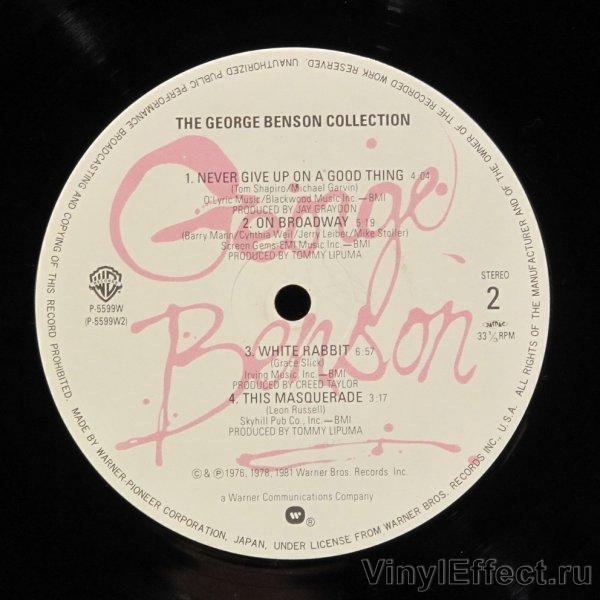 UNAUTHORIZED PUBLIC PERFORMANCE BROADCASTING AND COPYING OF THIS RECORD PROHIBITED.
ALL RIGHTS OF THE MANUFACTURER AND OF THE OWNER OF THE RECORDED WORK RESERVED.
THE GEORGE BENSON COLLECTION
George
Benson
1. NEVER GIVE UP ON A GOOD THING 4:04
(Tom Shapiro/Michael Garvin)
O'Lyric Music/Blackwood Music Inc.—BMI
PRODUCED BY JAY GRAYDON
2. ON BROADWAY 5:19
(Barry Mann/Cynthia Weil/Jerry Leiber/Mike Stoller)
Screen Gems-EMI Music Inc.—BMI
PRODUCED BY TOMMY LIPUMA
WB
P-5599W
(P-5599W2)
STEREO
2
33 1/3 RPM
3. WHITE RABBIT 6:57
(Grace Slick)
Irving Music Inc.—BMI
PRODUCED BY CREED TAYLOR
4. THIS MASQUERADE 3:17
(Leon Russell)
Skyhill Pub Co., Inc.—BMI
PRODUCED BY TOMMY LIPUMA
© & ℗ 1976, 1978, 1981 Warner Bros. Records Inc.
a Warner Communications Company
®
MADE BY WARNER-PIONEER CORPORATION, JAPAN, UNDER LICENSE FROM WARNER BROS. RECORDS INC., U.S.A.
VinylEffect.ru